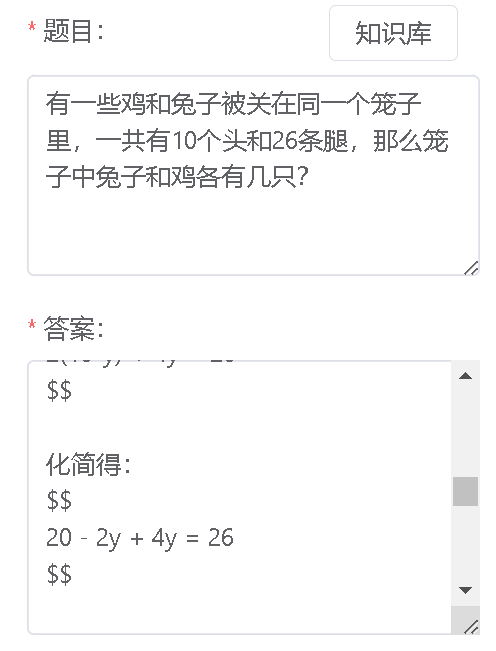 * 题目：
知识库
有一些鸡和兔子被关在同一个笼子
里，一共有10个头和26条腿，那么笼
子中兔子和鸡各有几只？
* 答案：
$$
化简得：
$$
20 - 2y + 4y = 26
$$